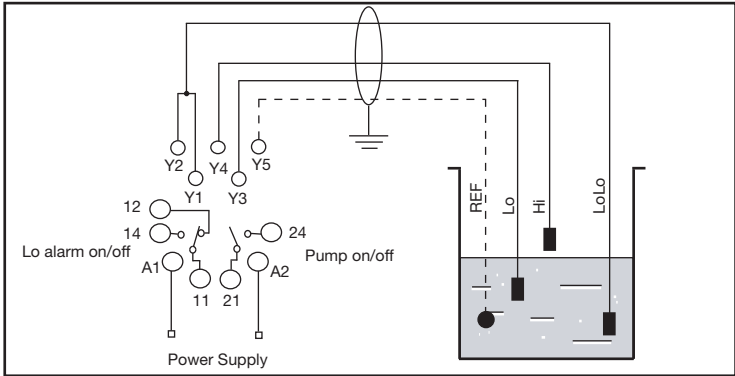 Y2
Y4
Y5
Y1
Y3
12
14
24
Lo alarm on/off
Pump on/off
A1
A2
11
21
Power Supply
REF
Lo
Hi
LoLo